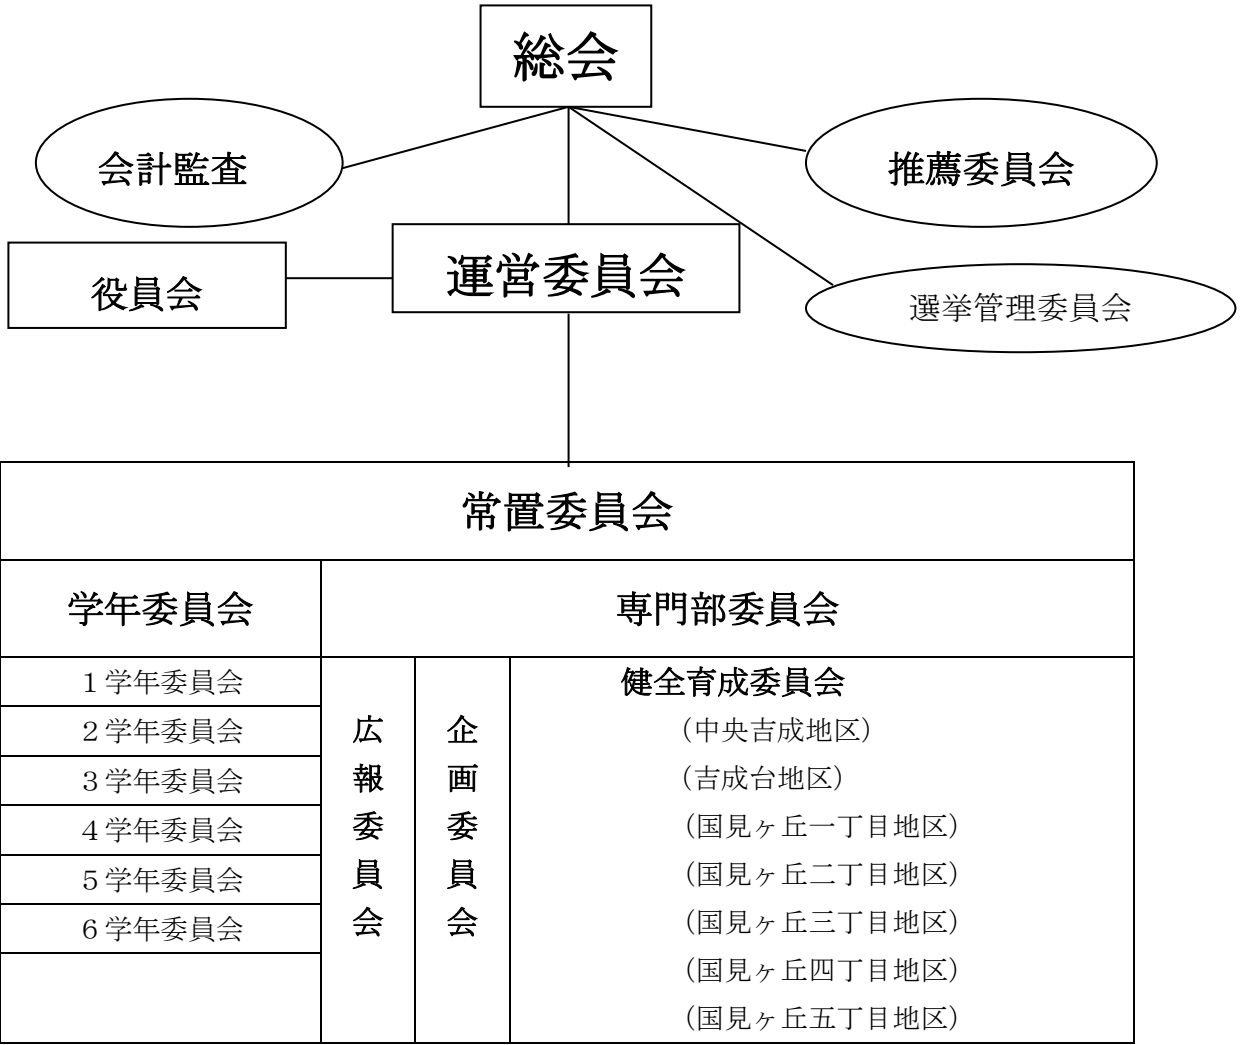 総会
会計監査
推薦委員会
役員会
運営委員会
選挙管理委員会
常置委員会
学年委員会
専門部委員会
1学年委員会
2学年委員会
3学年委員会
4学年委員会
5学年委員会
6学年委員会
広報委員会
企画委員会
健全育成委員会
（中央吉成地区）
（吉成台地区）
（国見ヶ丘一丁目地区）
（国見ヶ丘二丁目地区）
（国見ヶ丘三丁目地区）
（国見ヶ丘四丁目地区）
（国見ヶ丘五丁目地区）